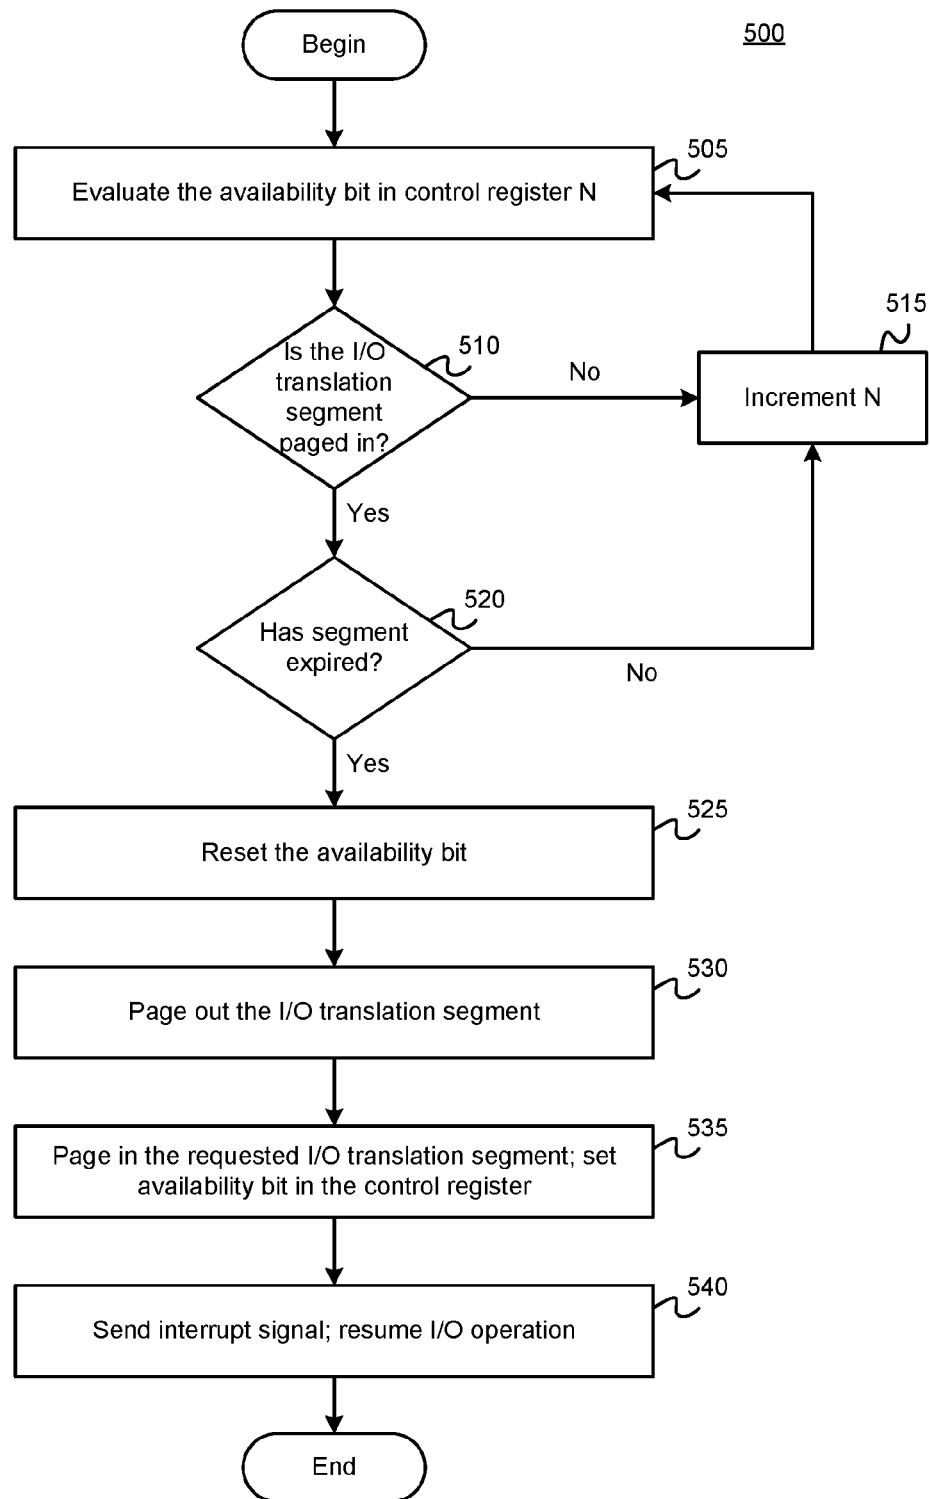 Begin
500
505
Evaluate the availability bit in control register N
515
510
Is the I/O
translation
segment
paged in?
No
Increment N
Yes
520
Has segment
expired?
No
Yes
525
Reset the availability bit
530
Page out the I/O translation segment
535
Page in the requested I/O translation segment; set
availability bit in the control register
540
Send interrupt signal; resume I/O operation
End